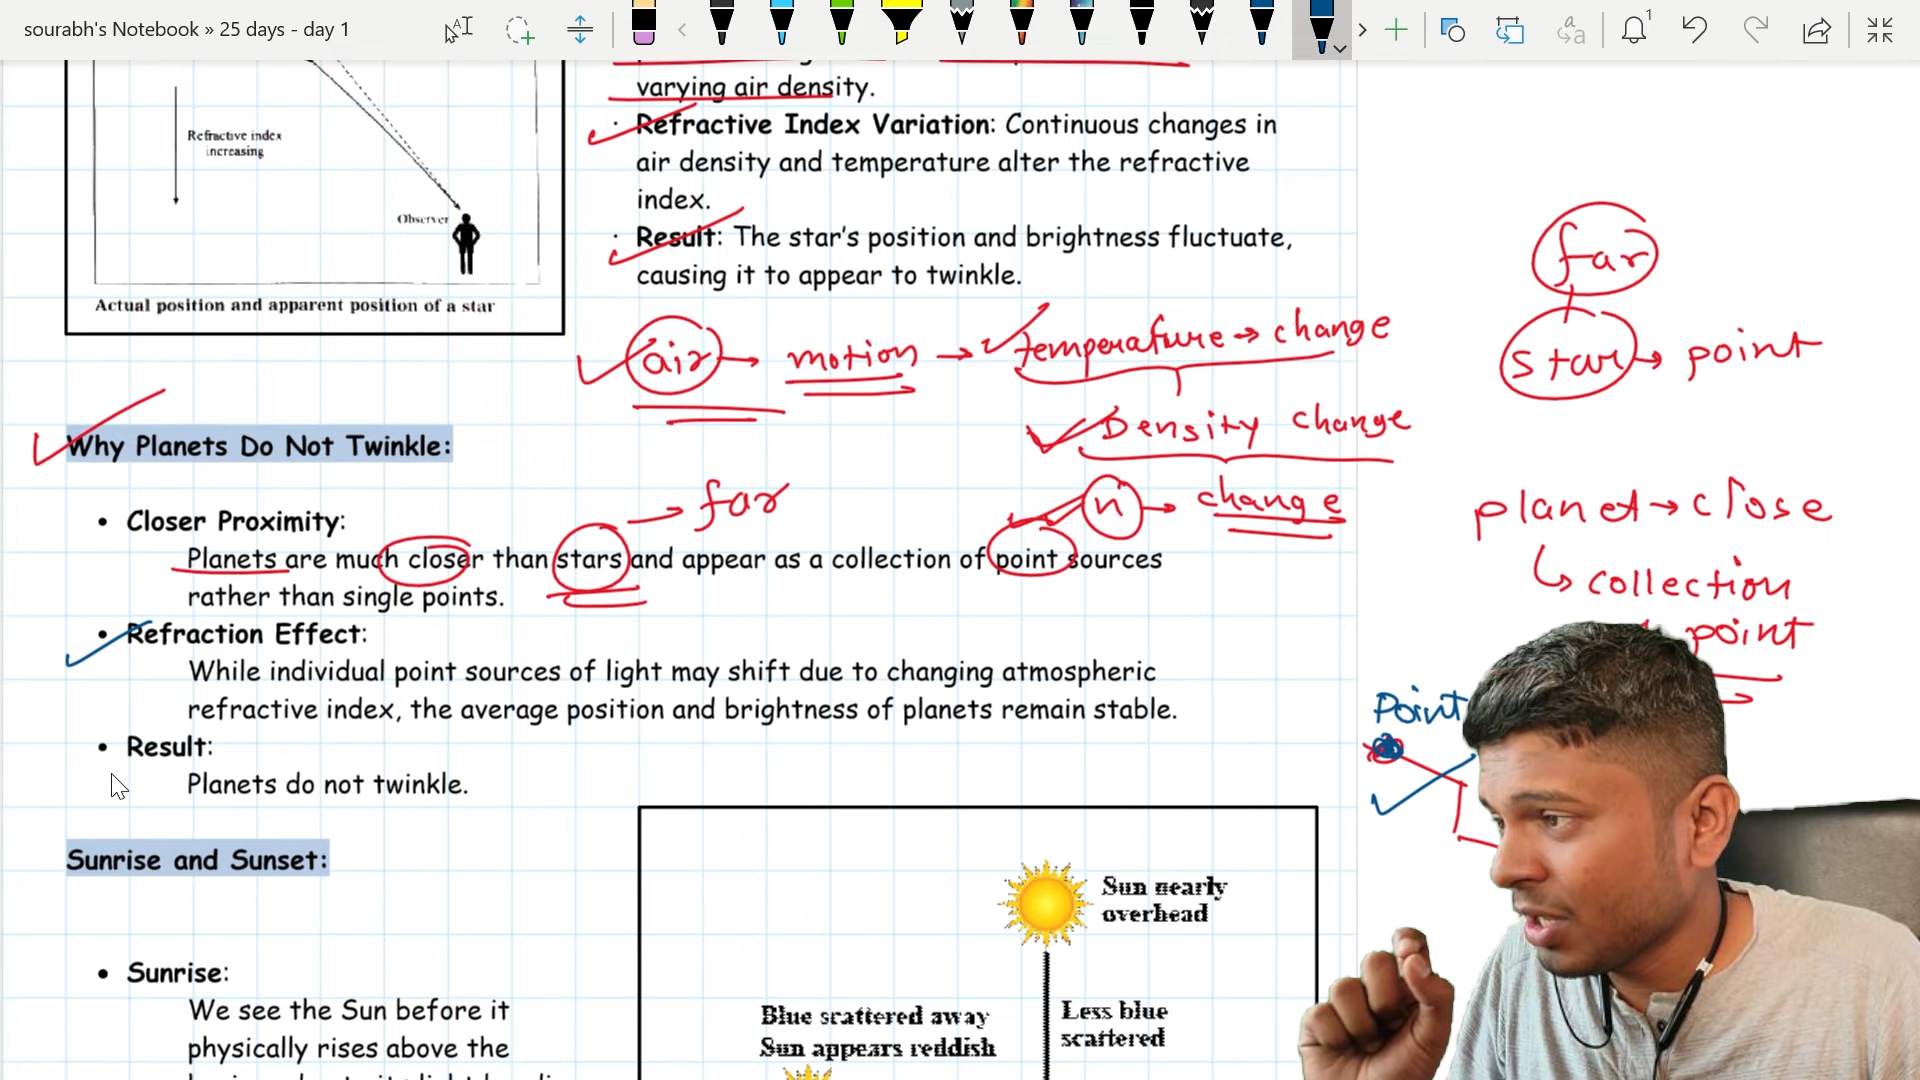 sourabh's Notebook » 25 days - day 1
varying air density.
Refractive index
increasing
Observer
Actual position and apparent position of a star
· Refractive Index Variation: Continuous changes in
air density and temperature alter the refractive
index.
· Result: The star's position and brightness fluctuate,
causing it to appear to twinkle.
air → motion → temperature → change
Density change
n → change
far
star → point
planet → close
collection
point
Point
Why Planets Do Not Twinkle:
far
• Closer Proximity:
Planets are much closer than stars and appear as a collection of point sources
rather than single points.
• Refraction Effect:
While individual point sources of light may shift due to changing atmospheric
refractive index, the average position and brightness of planets remain stable.
• Result:
Planets do not twinkle.
Sunrise and Sunset:
• Sunrise:
We see the Sun before it
physically rises above the
Sun nearly
overhead
Blue scattered away
Sun appears reddish
Less blue
scattered